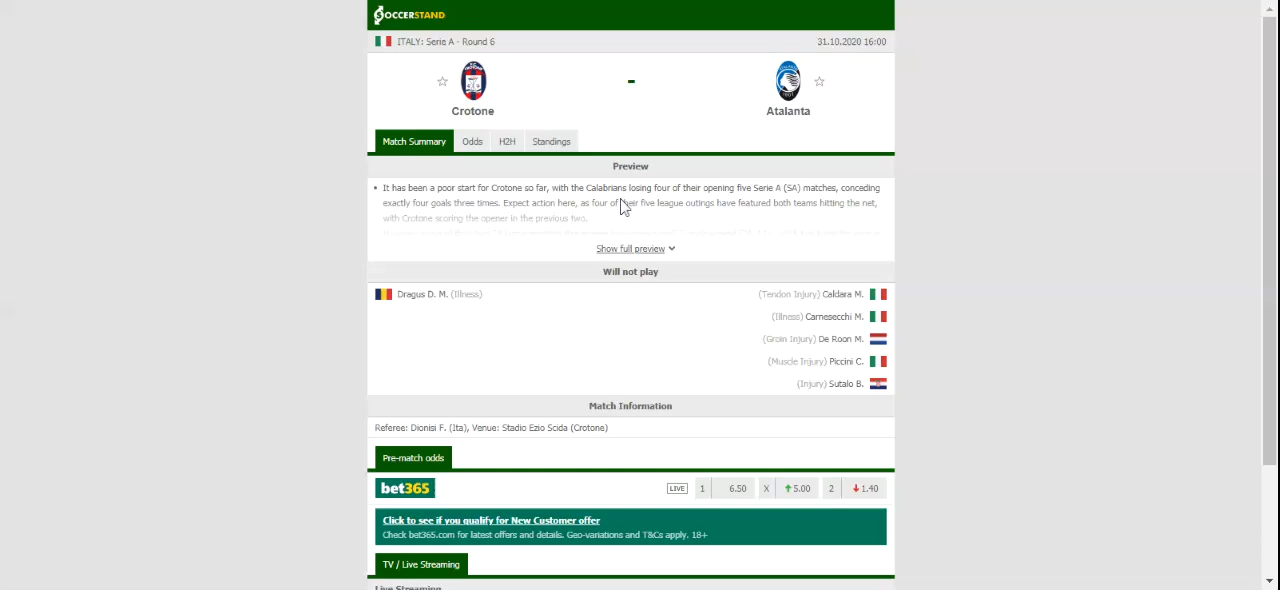 SOCCERSTAND
ITALY: Serie A - Round 6 31.10.2020 16:00
-
Crotone Atalanta
Match Summary Odds H2H Standings
Preview
• It has been a poor start for Crotone so far, with the Calabrians losing four of their opening five Serie A (SA) matches, conceding
exactly four goals three times. Expect action here, as four of their five league outings have featured both teams hitting the net,
with Crotone scoring the opener in the previous two.
Show full preview
Will not play
Dragus D. M. (Illness) (Tendon Injury) Caldara M.
(Illness) Carnesecchi M.
(Groin Injury) De Roon M.
(Muscle Injury) Piccini C.
(Injury) Sutalo B.
Match Information
Referee: Dionisi F. (Ita), Venue: Stadio Ezio Scida (Crotone)
Pre-match odds
bet365 LIVE 1 6.50 X 5.00 2 1.40
Click to see if you qualify for New Customer offer
Check bet365.com for latest offers and details. Geo-variations and T&Cs apply. 18+
TV / Live Streaming
Live Streaming